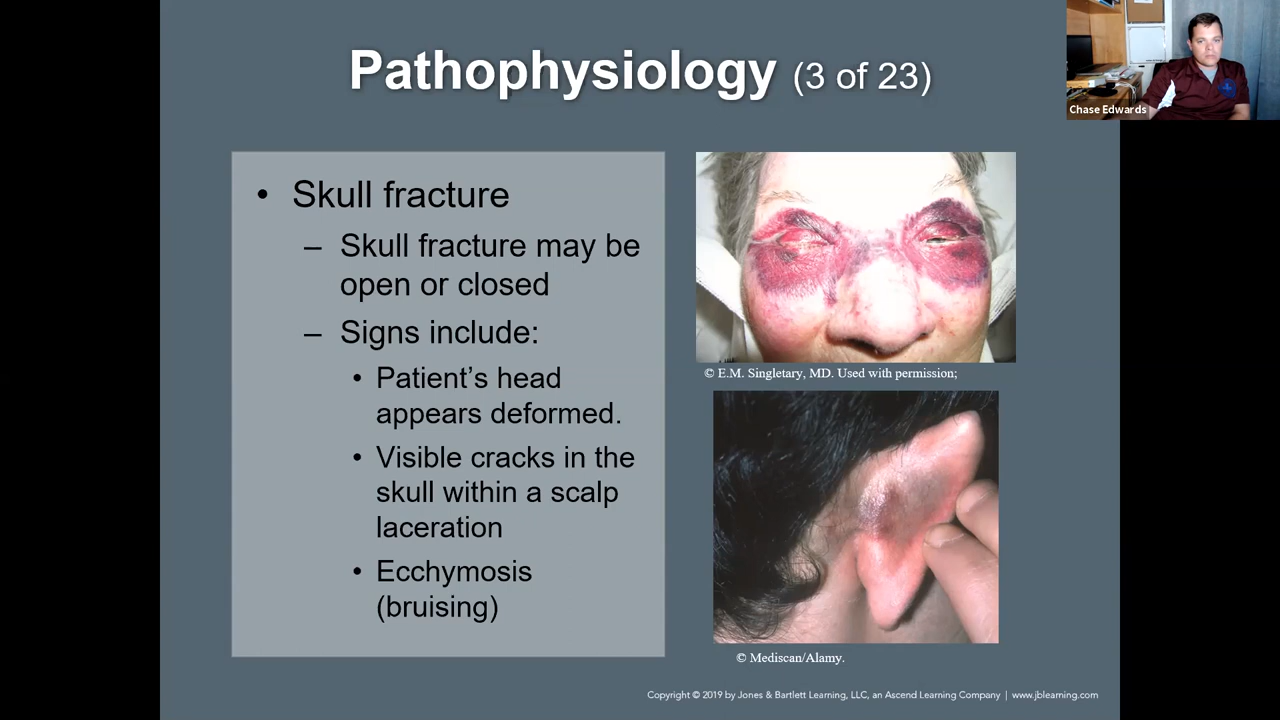 Pathophysiology (3 of 23)
Chase Edwards
• Skull fracture
– Skull fracture may be
open or closed
– Signs include:
• Patient’s head
appears deformed.
• Visible cracks in the
skull within a scalp
laceration
• Ecchymosis
(bruising)
© E.M. Singletary, MD. Used with permission;
© Mediscan/Alamy.
Copyright © 2019 by Jones & Bartlett Learning, LLC, an Ascend Learning Company | www.jblearning.com